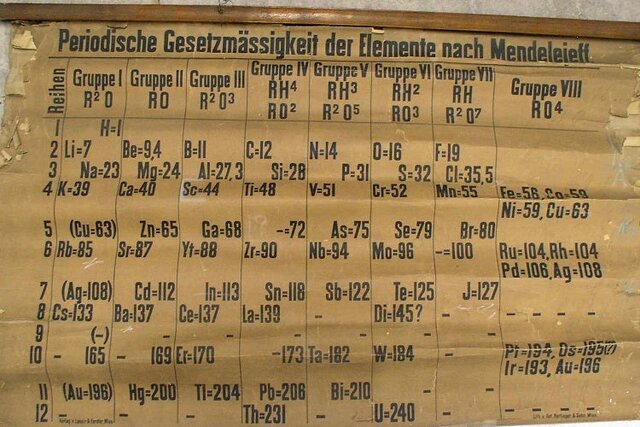 Periodische Gesetzmässigkeit der Elemente nach Mendelejeff.
Reihen Gruppe I Gruppe II Gruppe III Gruppe IV Gruppe V Gruppe VI Gruppe VII Gruppe VIII
RH⁴ RH³ RH² RH
R²O RO R²O³ RO² R²O⁵ RO³ R²O⁷ RO⁴
1 H=1
2 Li=7 Be=9,4 B=11 C=12 N=14 O=16 F=19
3 Na=23 Mg=24 Al=27,3 Si=28 P=31 S=32 Cl=35,5
4 K=39 Ca=40 Sc=44 Ti=48 V=51 Cr=52 Mn=55 Fe=56, Co=59
Ni=59, Cu=63
5 (Cu=63) Zn=65 Ga=68 -=72 As=75 Se=79 Br=80
6 Rb=85 Sr=87 Yt=88 Zr=90 Nb=94 Mo=96 -=100 Ru=104, Rh=104
Pd=106, Ag=108
7 (Ag=108) Cd=112 In=113 Sn=118 Sb=122 Te=125 J=127
8 Cs=133 Ba=137 Ce=137 La=139 - Di=145? - - - - -
9 (-) - - - - - -
10 - 165 - 169 Er=170 -173 Ta=182 W=184 - Pt=194, Os=195(?)
Ir=193, Au=196
11 (Au=196) Hg=200 Tl=204 Pb=206 Bi=210 - -
12 - - - Th=231 - U=240 - - - - -
Verlag v. Lenoir & Forster, Wien.